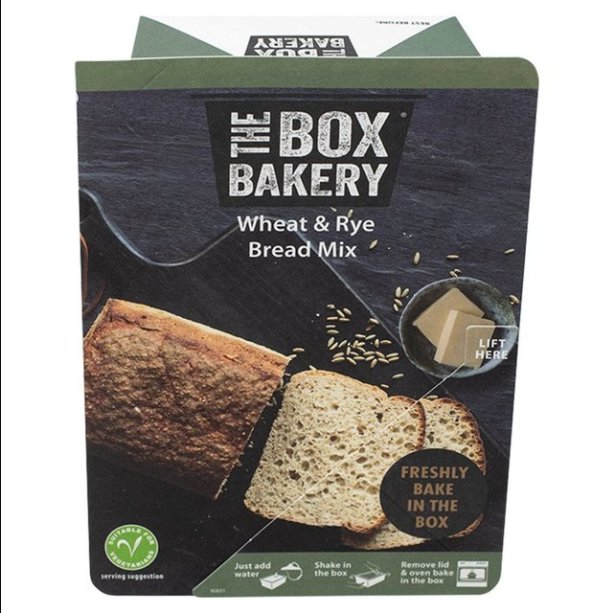 BEST BEFORE:
THE BOX
BAKERY
THE BOX
BAKERY
Wheat & Rye
Bread Mix
LIFT
HERE
FRESHLY
BAKE
IN THE
BOX
SUITABLE FOR
VEGETARIANS
serving suggestion
Just add
water
Shake in
the box
Remove lid
& oven bake
in the box